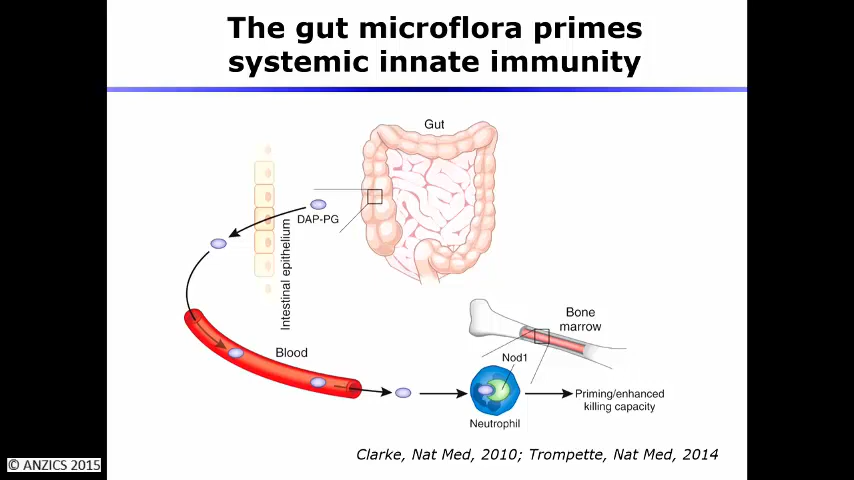 The gut microflora primes
systemic innate immunity
Gut
DAP-PG
Intestinal epithelium
Bone
marrow
Blood
Nod1
Priming/enhanced
killing capacity
Neutrophil
Clarke, Nat Med, 2010; Trompette, Nat Med, 2014
© ANZICS 2015